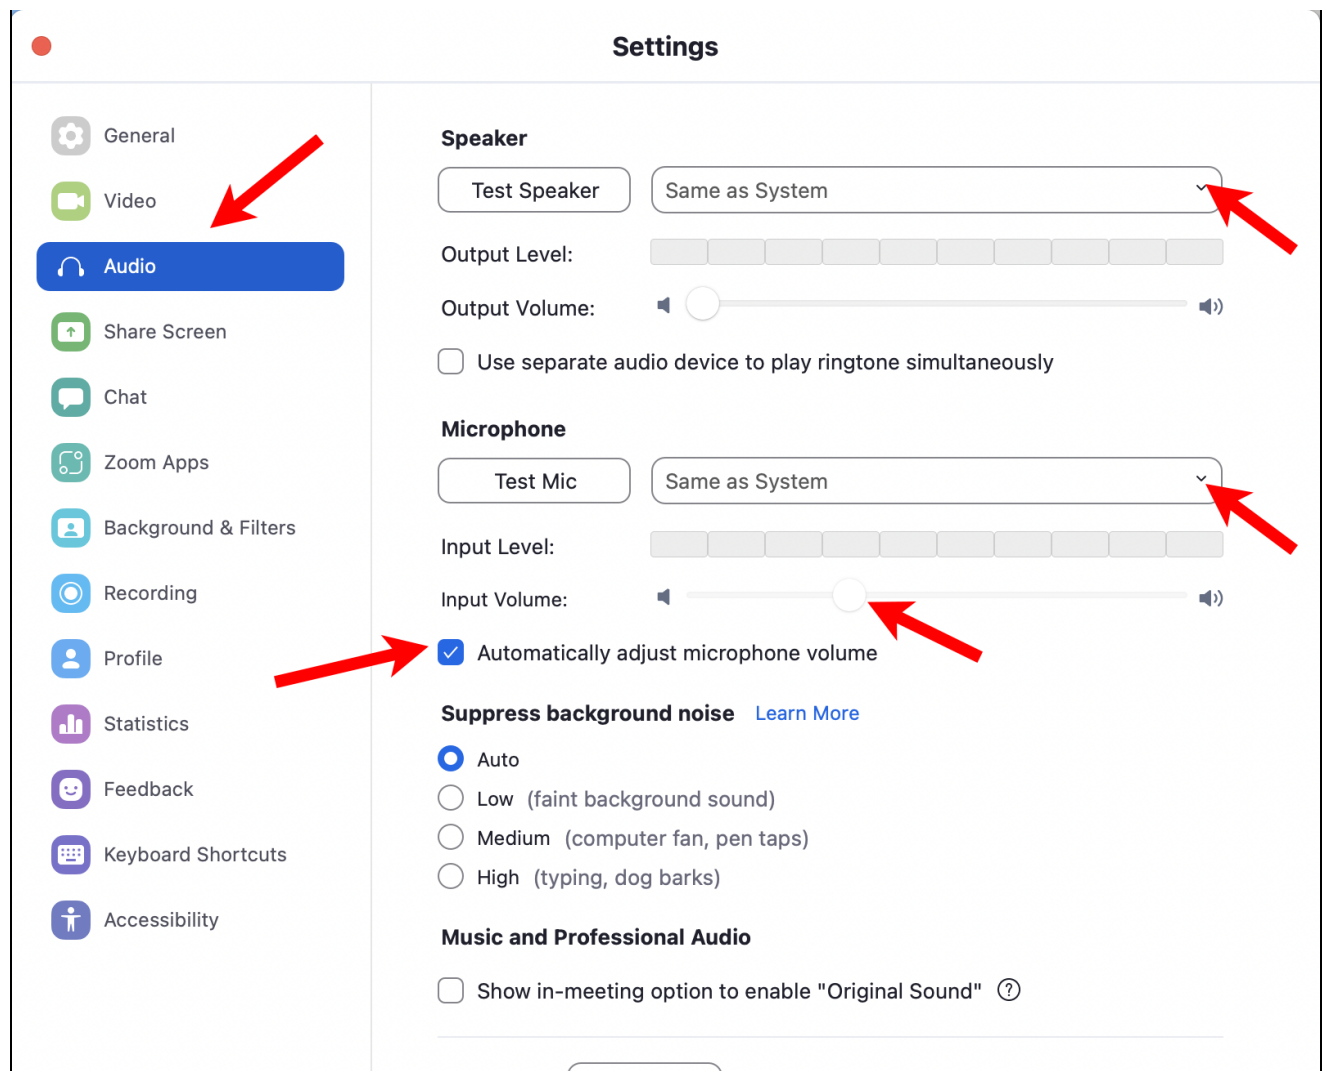 Settings
General
Video
Audio
Share Screen
Chat
Zoom Apps
Background & Filters
Recording
Profile
Statistics
Feedback
Keyboard Shortcuts
Accessibility
Speaker
Test Speaker
Same as System
Output Level:
Output Volume:
Use separate audio device to play ringtone simultaneously
Microphone
Test Mic
Same as System
Input Level:
Input Volume:
Automatically adjust microphone volume
Suppress background noise Learn More
Auto
Low (faint background sound)
Medium (computer fan, pen taps)
High (typing, dog barks)
Music and Professional Audio
Show in-meeting option to enable "Original Sound" ?